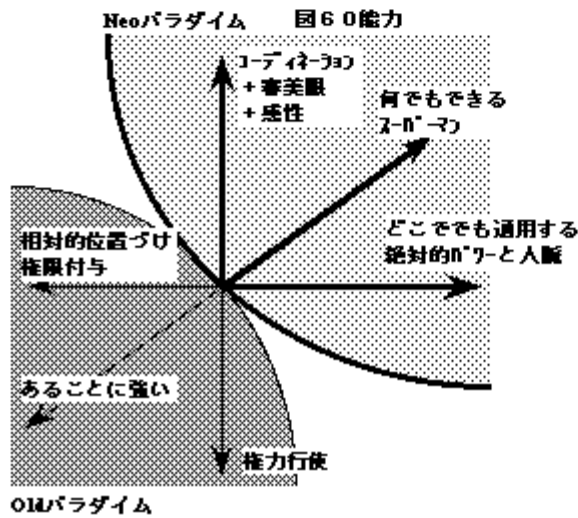 Neoパラダイム 図60能力
コーディネーション
+審美眼
+感性
何でもできる
スーパーマン
どこででも通用する
絶対的パワーと人脈
相対的位置づけ
権限付与
あることに強い
権力行使
Oldパラダイム